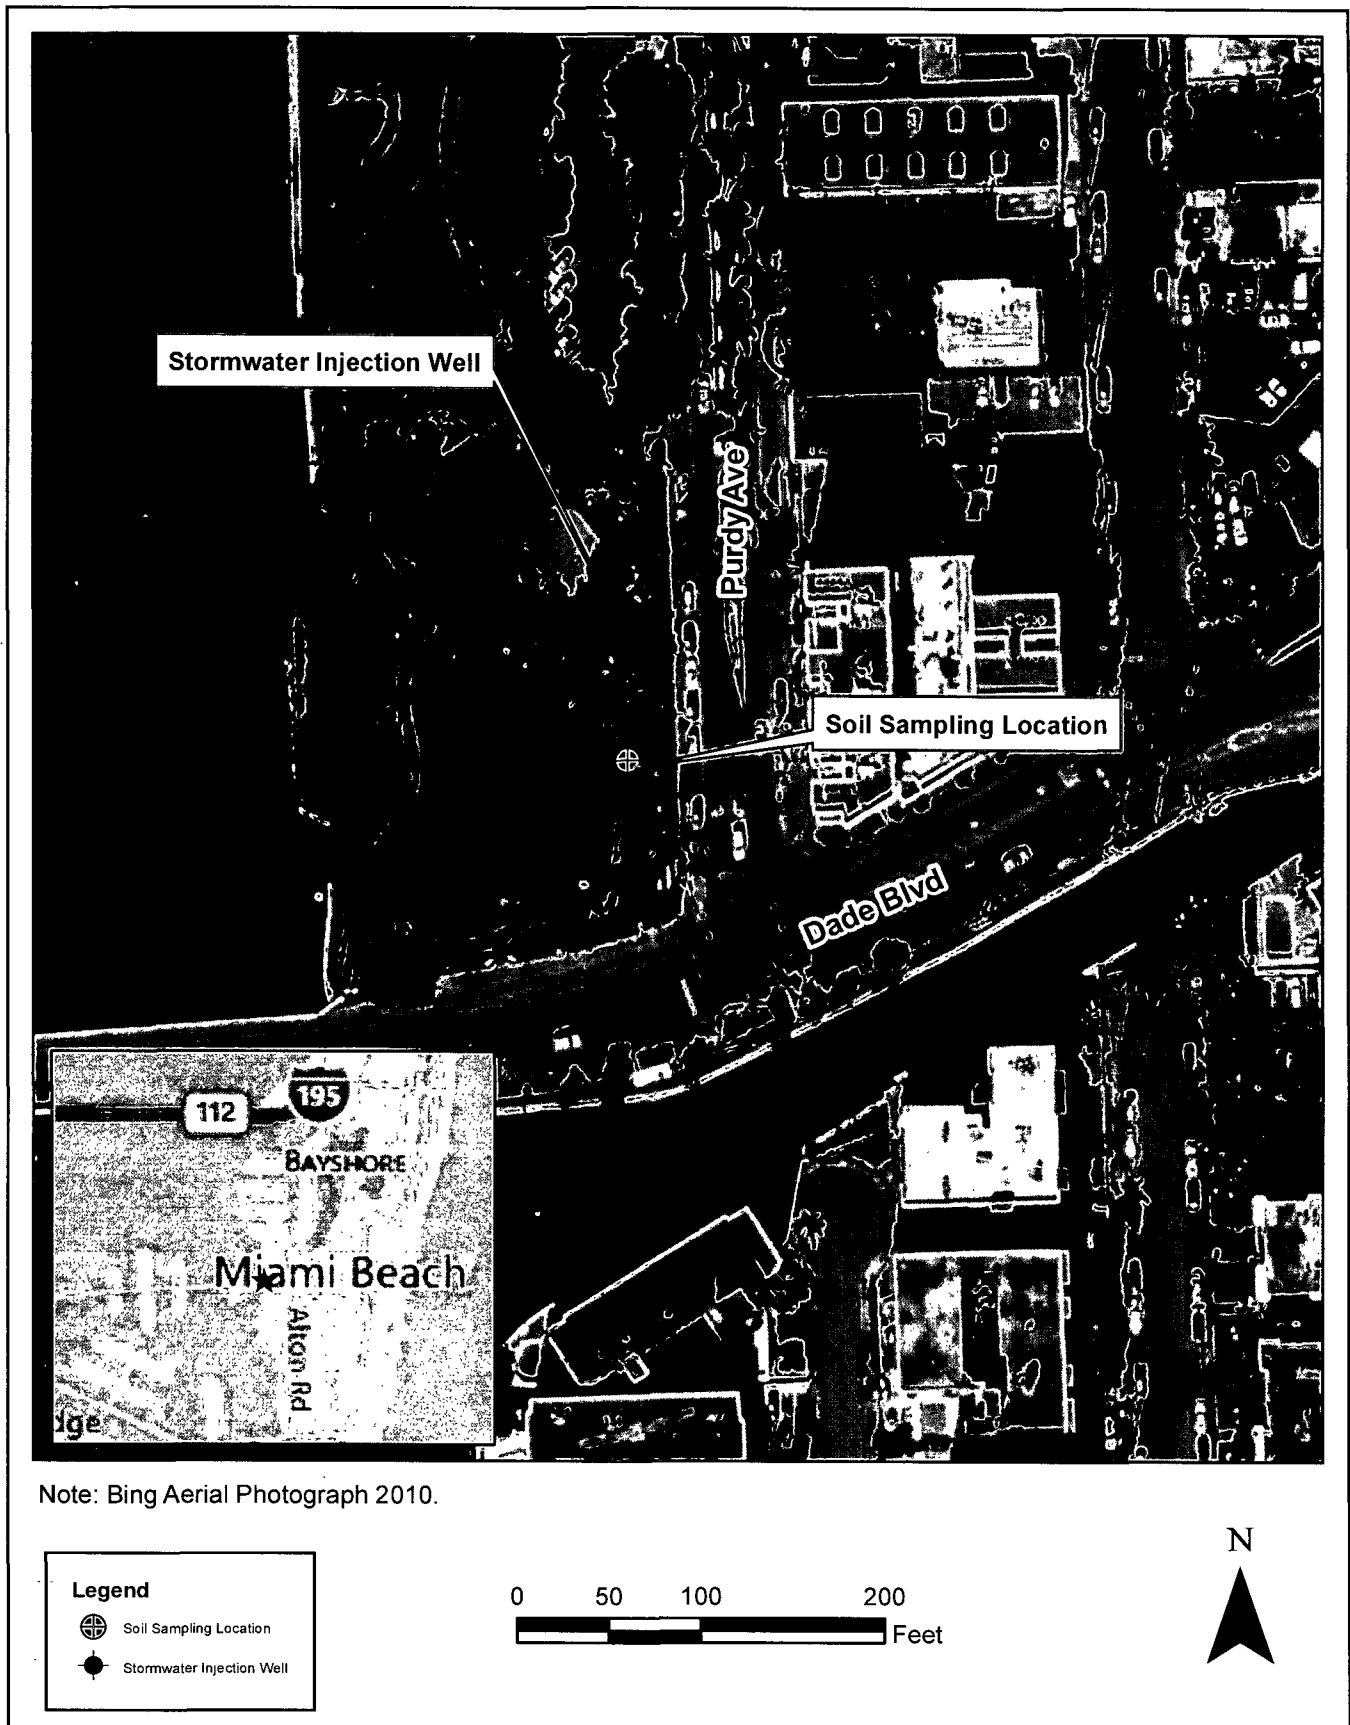 Stormwater Injection Well
Purdy Ave
Soil Sampling Location
Dade Blvd
195
112
BAYSHORE
Miami Beach
Alton Rd
dge
Note: Bing Aerial Photograph 2010.
N
Legend
Soil Sampling Location
Stormwater Injection Well
0 50 100 200
Feet